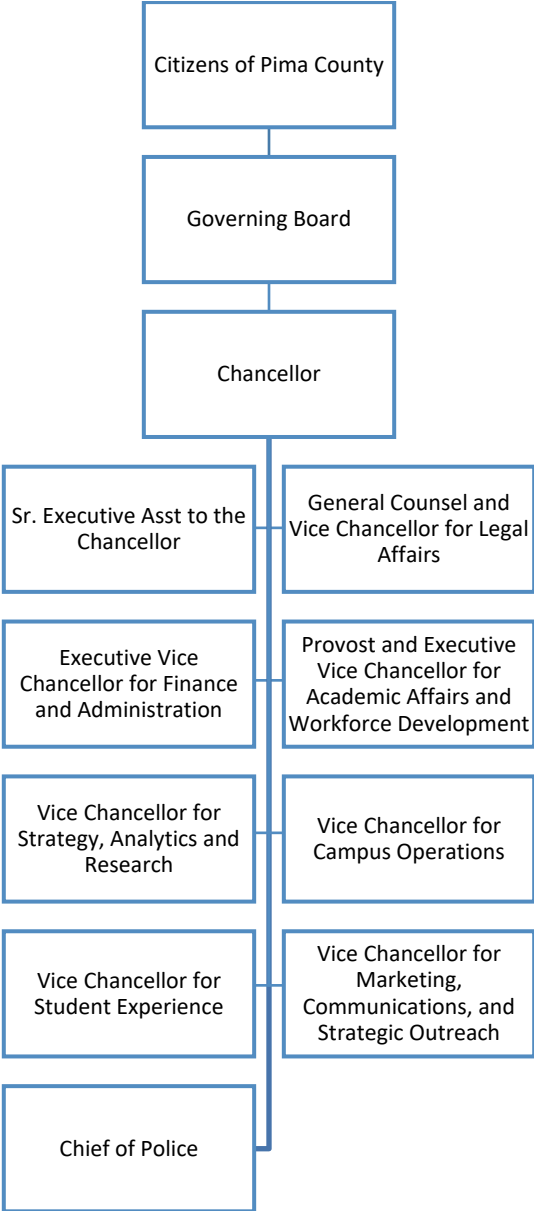 Citizens of Pima County
Governing Board
Chancellor
Sr. Executive Asst to the
Chancellor
General Counsel and
Vice Chancellor for Legal
Affairs
Executive Vice
Chancellor for Finance
and Administration
Provost and Executive
Vice Chancellor for
Academic Affairs and
Workforce Development
Vice Chancellor for
Strategy, Analytics and
Research
Vice Chancellor for
Campus Operations
Vice Chancellor for
Student Experience
Vice Chancellor for
Marketing,
Communications, and
Strategic Outreach
Chief of Police